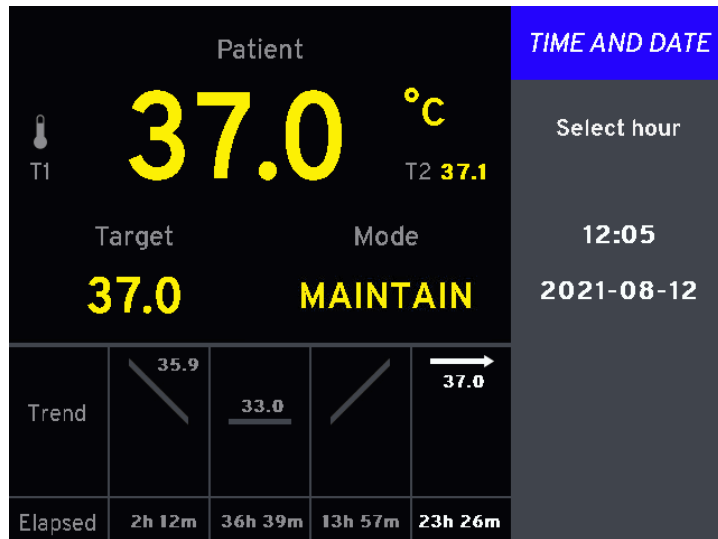 Patient
TIME AND DATE
37.0 °C
T1
T2 37.1
Select hour
Target
Mode
12:05
37.0
MAINTAIN
2021-08-12
Trend
35.9
33.0
37.0
Elapsed
2h 12m
36h 39m
13h 57m
23h 26m